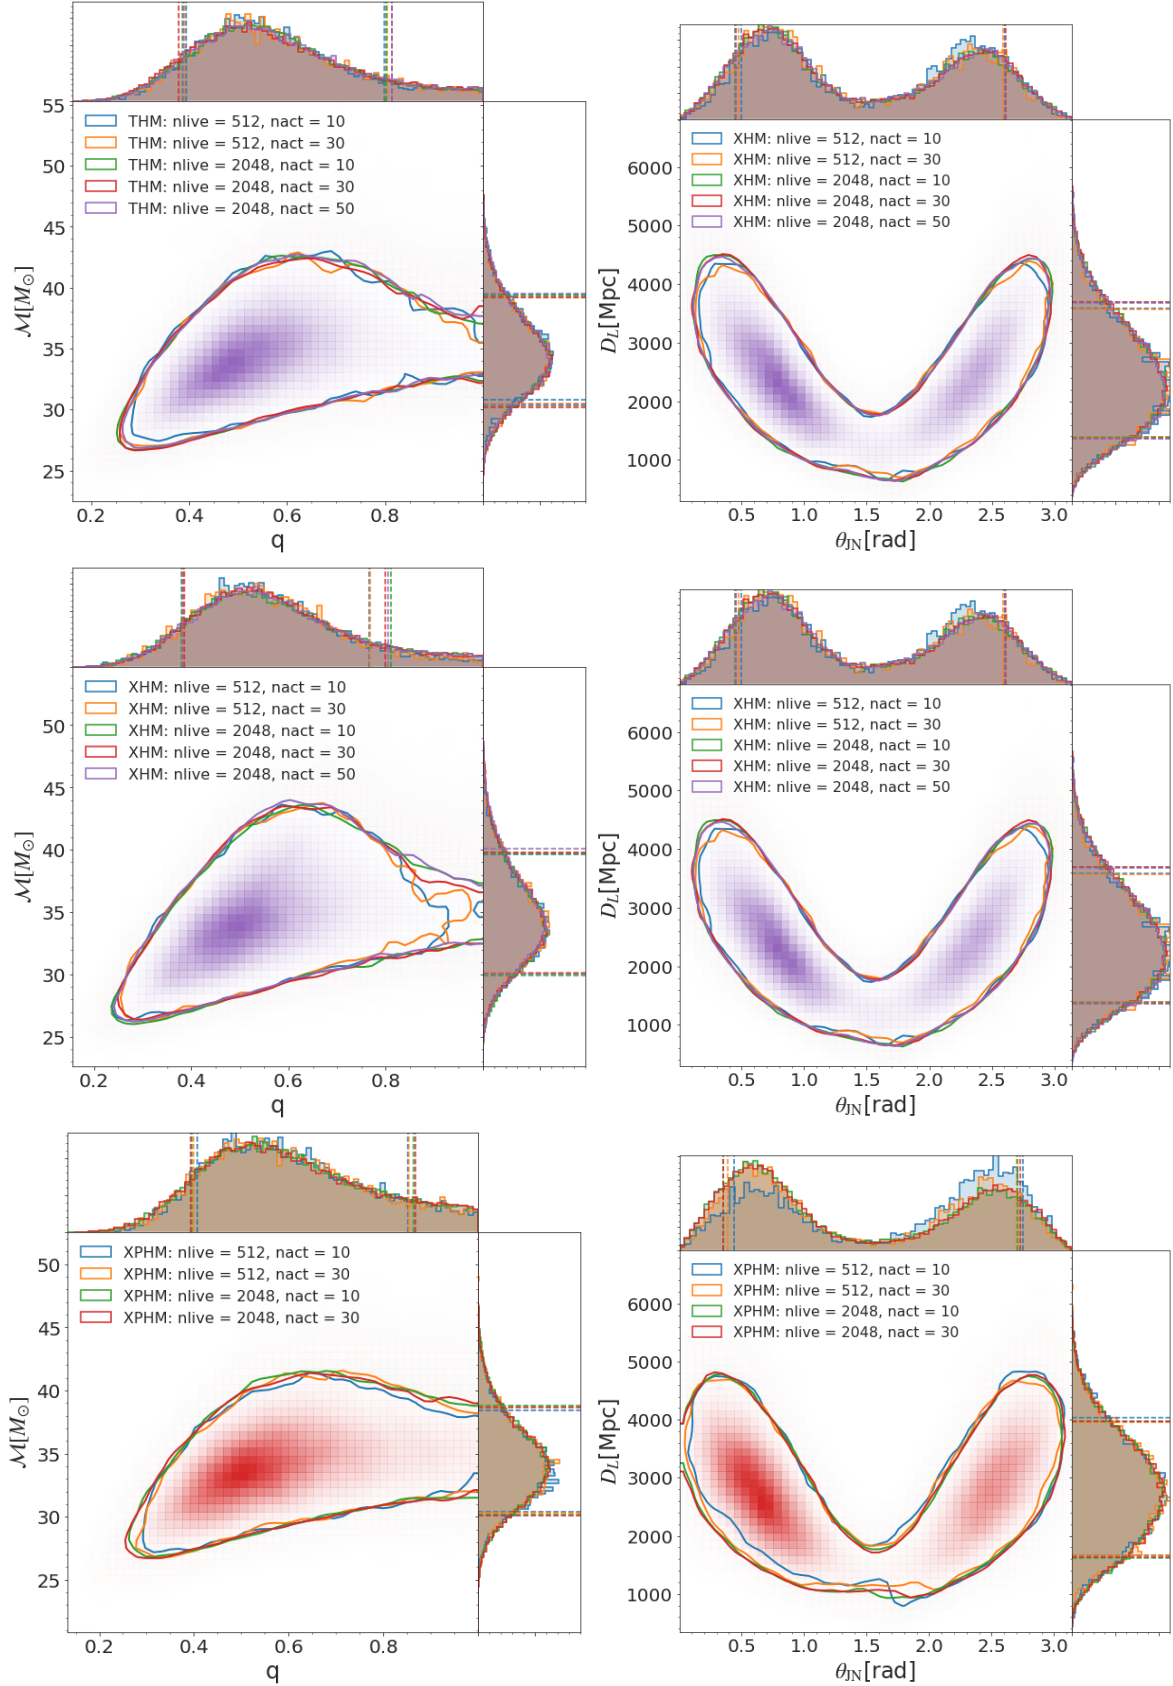 55
50
45
40
35
30
25
ℳ[M⊙]
THM: nlive = 512, nact = 10
THM: nlive = 512, nact = 30
THM: nlive = 2048, nact = 10
THM: nlive = 2048, nact = 30
THM: nlive = 2048, nact = 50
0.2 0.4 0.6 0.8
q
6000
5000
4000
3000
2000
1000
D_L[Mpc]
XHM: nlive = 512, nact = 10
XHM: nlive = 512, nact = 30
XHM: nlive = 2048, nact = 10
XHM: nlive = 2048, nact = 30
XHM: nlive = 2048, nact = 50
0.5 1.0 1.5 2.0 2.5 3.0
θ_JN[rad]
50
45
40
35
30
25
ℳ[M⊙]
XHM: nlive = 512, nact = 10
XHM: nlive = 512, nact = 30
XHM: nlive = 2048, nact = 10
XHM: nlive = 2048, nact = 30
XHM: nlive = 2048, nact = 50
0.2 0.4 0.6 0.8
q
6000
5000
4000
3000
2000
1000
D_L[Mpc]
XHM: nlive = 512, nact = 10
XHM: nlive = 512, nact = 30
XHM: nlive = 2048, nact = 10
XHM: nlive = 2048, nact = 30
XHM: nlive = 2048, nact = 50
0.5 1.0 1.5 2.0 2.5 3.0
θ_JN[rad]
50
45
40
35
30
25
ℳ[M⊙]
XPHM: nlive = 512, nact = 10
XPHM: nlive = 512, nact = 30
XPHM: nlive = 2048, nact = 10
XPHM: nlive = 2048, nact = 30
0.2 0.4 0.6 0.8
q
6000
5000
4000
3000
2000
1000
D_L[Mpc]
XPHM: nlive = 512, nact = 10
XPHM: nlive = 512, nact = 30
XPHM: nlive = 2048, nact = 10
XPHM: nlive = 2048, nact = 30
0.5 1.0 1.5 2.0 2.5 3.0
θ_JN[rad]